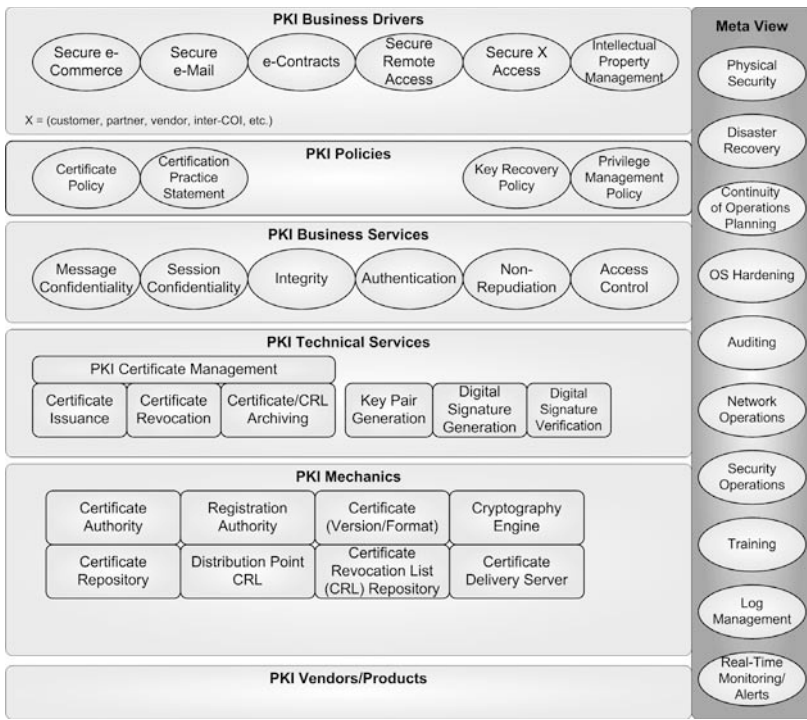 PKI Business Drivers
Secure e-
Commerce
Secure
e-Mail
e-Contracts
Secure
Remote
Access
Secure X
Access
Intellectual
Property
Management
X = (customer, partner, vendor, inter-COI, etc.)
PKI Policies
Certificate
Policy
Certification
Practice
Statement
Key Recovery
Policy
Privilege
Management
Policy
PKI Business Services
Message
Confidentiality
Session
Confidentiality
Integrity
Authentication
Non-
Repudiation
Access
Control
PKI Technical Services
PKI Certificate Management
Certificate
Issuance
Certificate
Revocation
Certificate/CRL
Archiving
Key Pair
Generation
Digital
Signature
Generation
Digital
Signature
Verification
PKI Mechanics
Certificate
Authority
Registration
Authority
Certificate
(Version/Format)
Cryptography
Engine
Certificate
Repository
Distribution Point
CRL
Certificate
Revocation List
(CRL) Repository
Certificate
Delivery Server
PKI Vendors/Products
Meta View
Physical
Security
Disaster
Recovery
Continuity
of Operations
Planning
OS Hardening
Auditing
Network
Operations
Security
Operations
Training
Log
Management
Real-Time
Monitoring/
Alerts